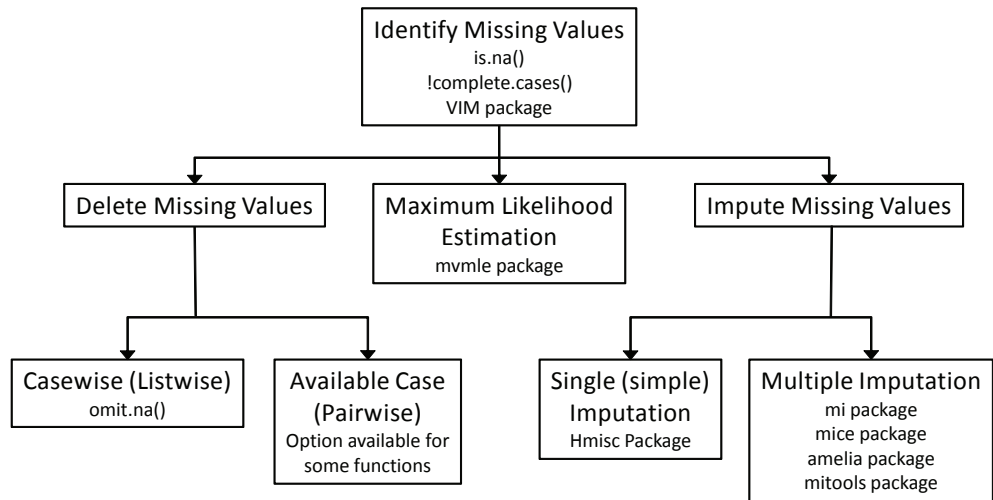 Identify Missing Values
is.na()
!complete.cases()
VIM package
Delete Missing Values
Maximum Likelihood
Estimation
mvmle package
Impute Missing Values
Casewise (Listwise)
omit.na()
Available Case
(Pairwise)
Option available for
some functions
Single (simple)
Imputation
Hmisc Package
Multiple Imputation
mi package
mice package
amelia package
mitools package